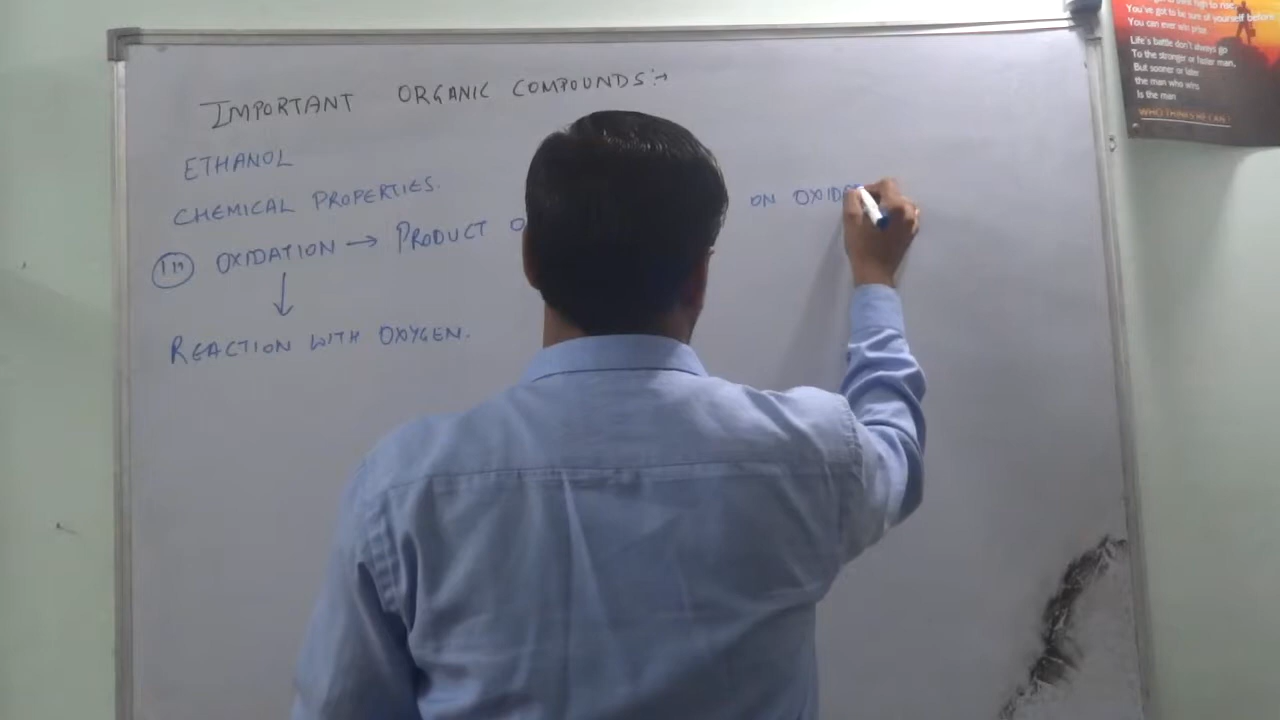 IMPORTANT ORGANIC COMPOUNDS:→
ETHANOL
CHEMICAL PROPERTIES.
OXIDATION → PRODUCT ON OXID
↓
REACTION WITH OXYGEN.
to rise,
You've got to be sure of yourself before
You can ever win prize
Life's battle don't always go
To the stronger or faster man,
But sooner or later
the man who wins
Is the man
WHO THINKS HE CAN!